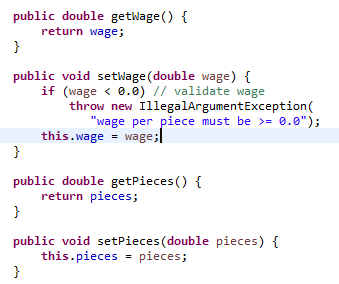 public double getWage() {
    return wage;
}
public void setWage(double wage) {
    if (wage < 0.0) // validate wage
        throw new IllegalArgumentException(
           "wage per piece must be >= 0.0");
    this.wage = wage;
}
public double getPieces() {
    return pieces;
}
public void setPieces(double pieces) {
    this.pieces = pieces;
}